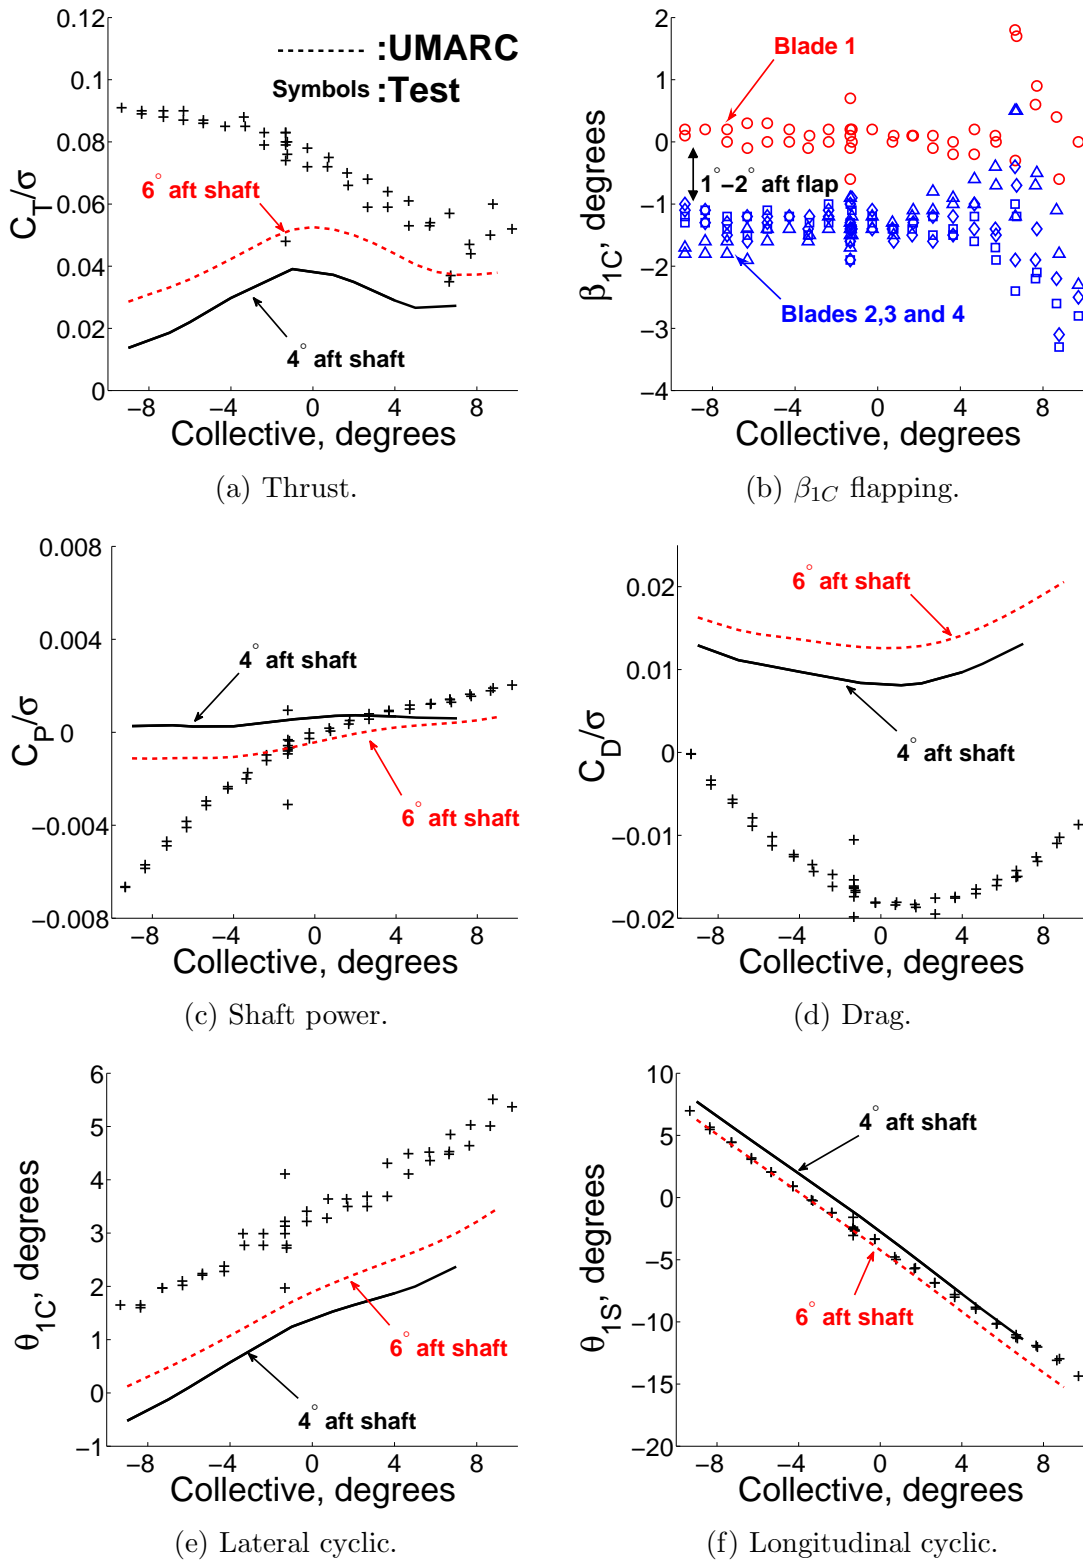 0.12
0.1
0.08
0.06
0.04
0.02
0
C_T/σ
:UMARC
Symbols :Test
6° aft shaft
4° aft shaft
−8 −4 0 4 8
Collective, degrees
(a) Thrust.
2
1
0
−1
−2
−3
−4
β_1C, degrees
Blade 1
1°−2° aft flap
Blades 2,3 and 4
−8 −4 0 4 8
Collective, degrees
(b) β_1C flapping.
0.008
0.004
0
−0.004
−0.008
C_P/σ
4° aft shaft
6° aft shaft
−8 −4 0 4 8
Collective, degrees
(c) Shaft power.
0.02
0.01
0
−0.01
−0.02
C_D/σ
6° aft shaft
4° aft shaft
−8 −4 0 4 8
Collective, degrees
(d) Drag.
6
5
4
3
2
1
0
−1
θ_1C, degrees
6° aft shaft
4° aft shaft
−8 −4 0 4 8
Collective, degrees
(e) Lateral cyclic.
10
5
0
−5
−10
−15
−20
θ_1S, degrees
4° aft shaft
6° aft shaft
−8 −4 0 4 8
Collective, degrees
(f) Longitudinal cyclic.